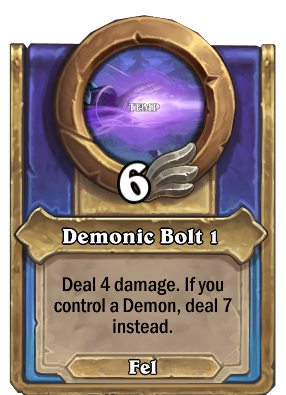 TEMP
6
Demonic Bolt 1
Deal 4 damage. If you
control a Demon, deal 7
instead.
Fel